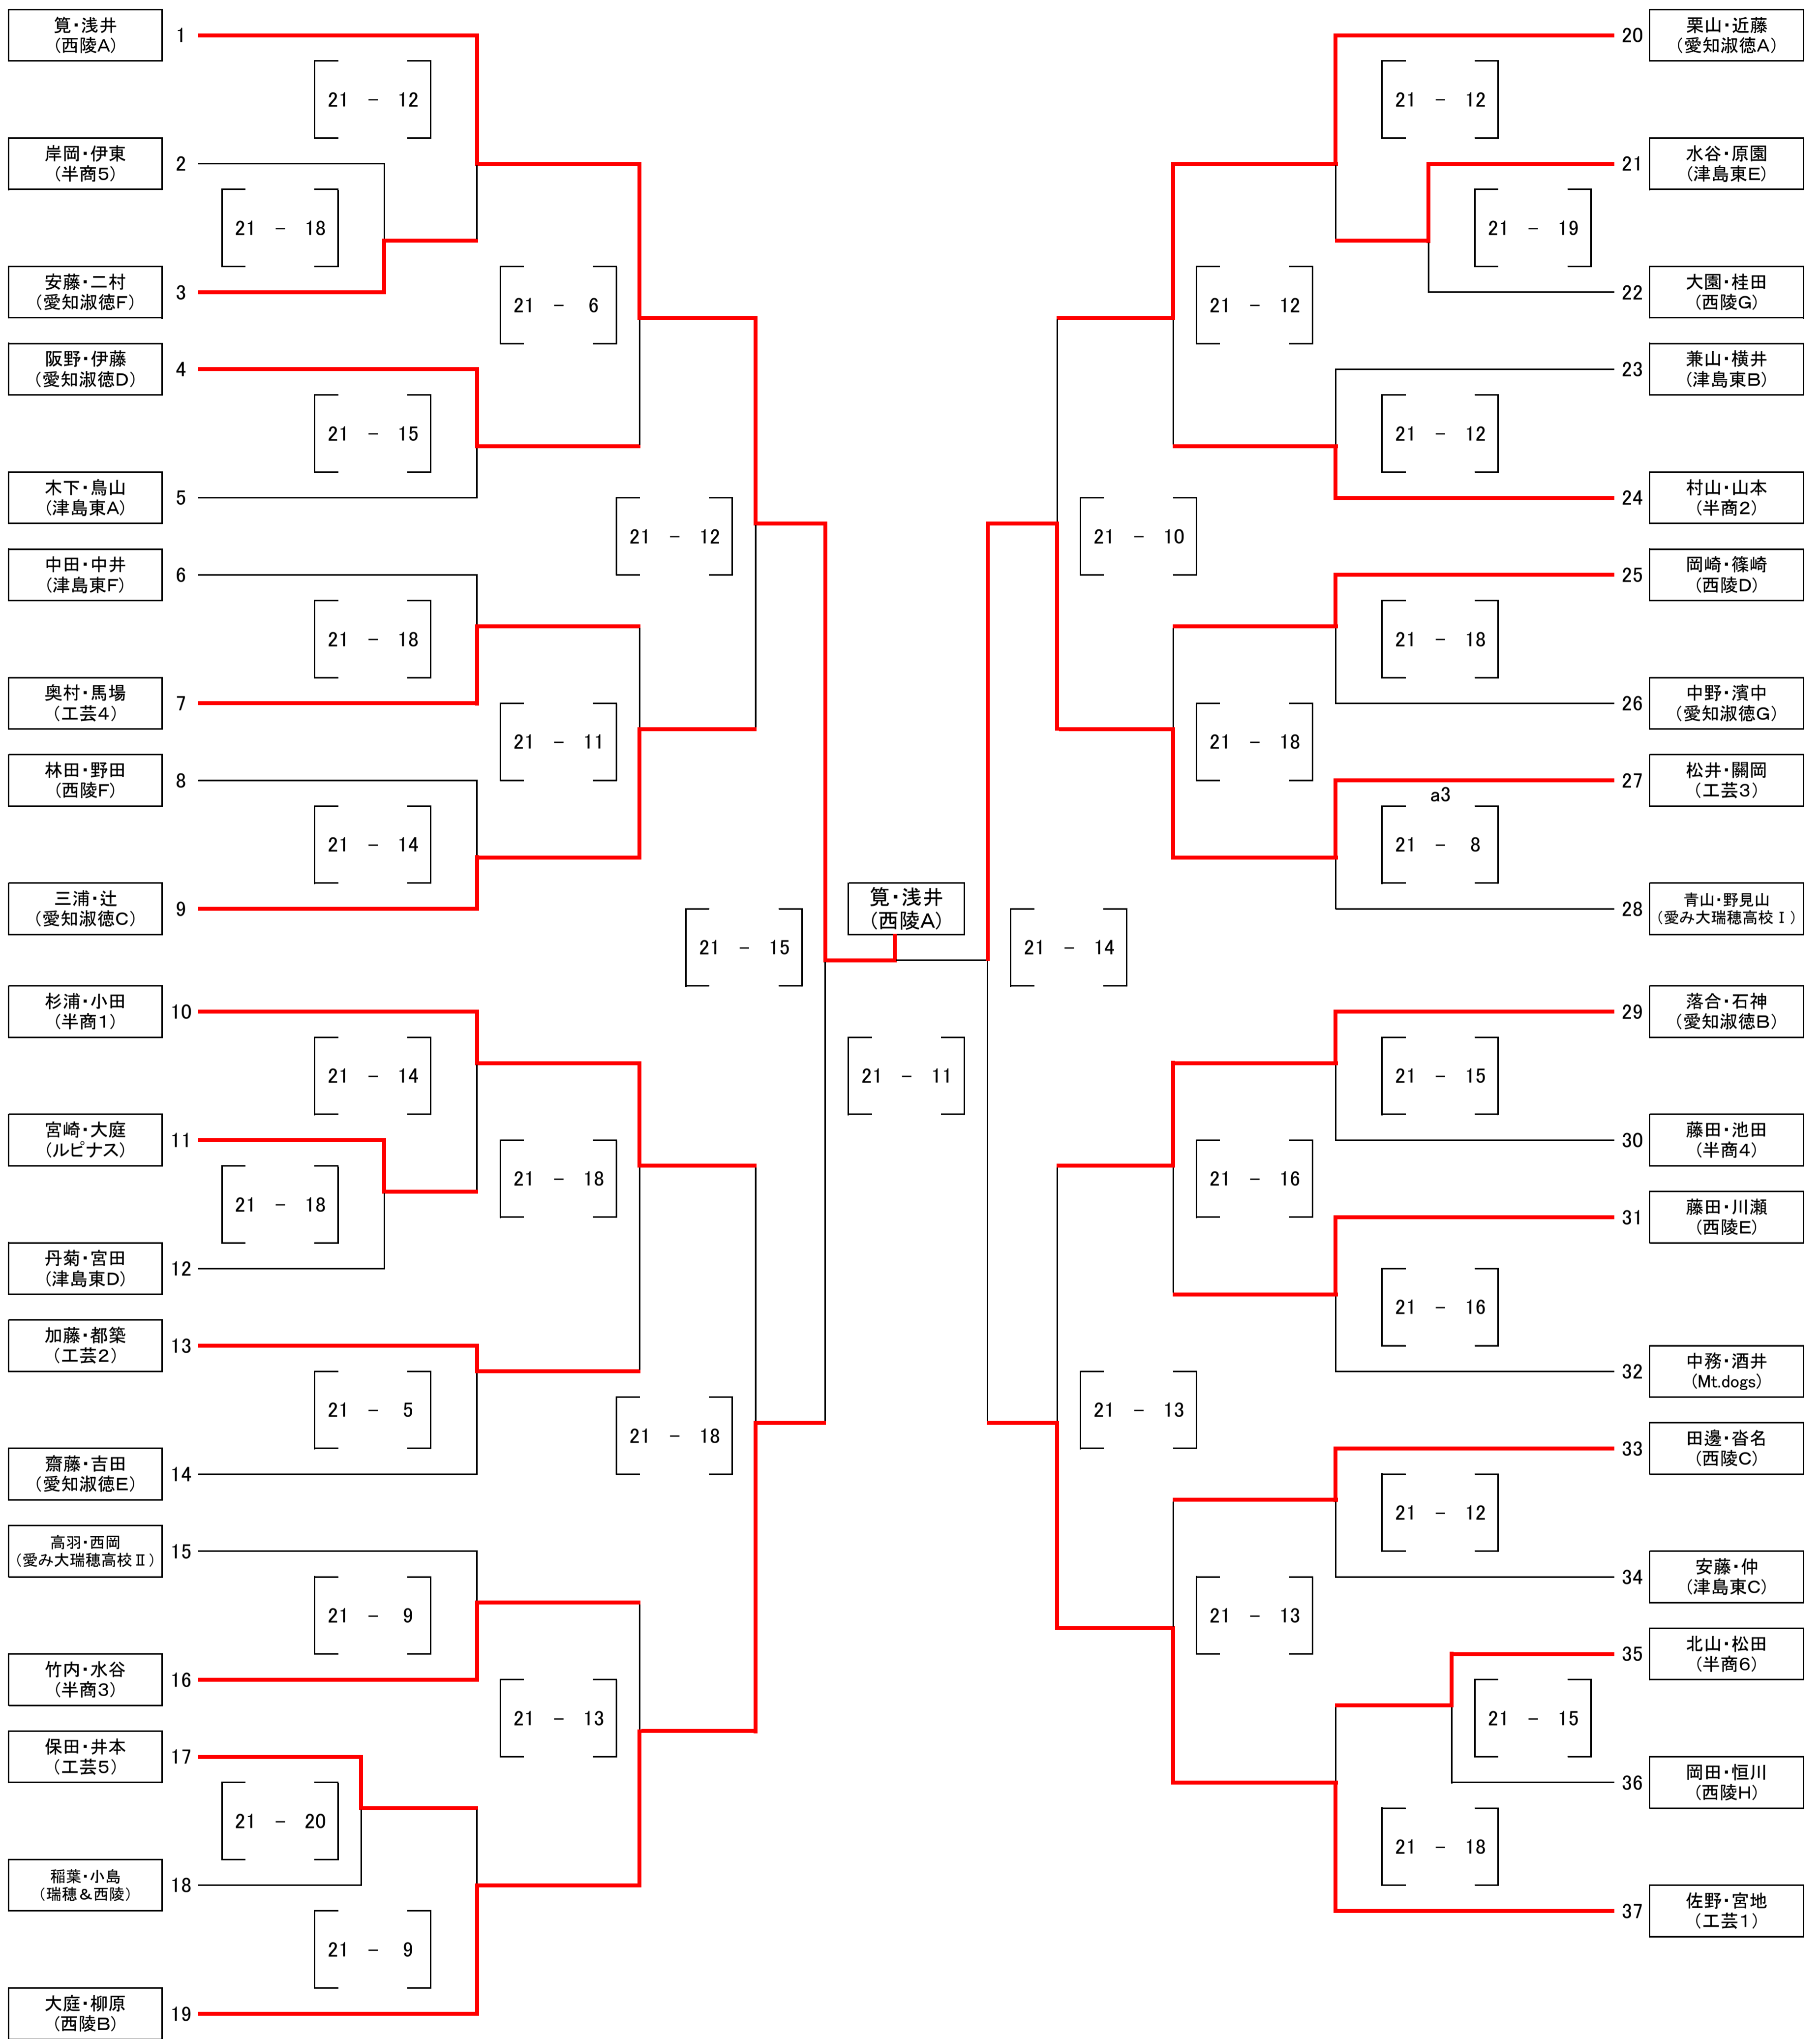 筧・浅井
(西陵A)
1
21 － 12
岸岡・伊東
(半商5)
2
21 － 18
安藤・二村
(愛知淑徳F)
3
21 － 6
阪野・伊藤
(愛知淑徳D)
4
21 － 15
木下・鳥山
(津島東A)
5
21 － 12
中田・中井
(津島東F)
6
21 － 18
奥村・馬場
(工芸4)
7
21 － 11
林田・野田
(西陵F)
8
21 － 14
三浦・辻
(愛知淑徳C)
9
21 － 15
杉浦・小田
(半商1)
10
21 － 14
宮崎・大庭
(ルピナス)
11
21 － 18
21 － 18
丹菊・宮田
(津島東D)
12
加藤・都築
(工芸2)
13
21 － 5
21 － 18
齋藤・吉田
(愛知淑徳E)
14
高羽・西岡
(愛み大瑞穂高校Ⅱ)
15
21 － 9
竹内・水谷
(半商3)
16
21 － 13
保田・井本
(工芸5)
17
21 － 20
稲葉・小島
(瑞穂＆西陵)
18
21 － 9
大庭・柳原
(西陵B)
19
筧・浅井
(西陵A)
21 － 11
20
栗山・近藤
(愛知淑徳A)
21 － 12
21
水谷・原園
(津島東E)
21 － 19
22
大園・桂田
(西陵G)
21 － 12
23
兼山・横井
(津島東B)
21 － 12
24
村山・山本
(半商2)
21 － 10
25
岡崎・篠崎
(西陵D)
21 － 18
26
中野・濱中
(愛知淑徳G)
21 － 18
27
松井・關岡
(工芸3)
a3
21 － 8
28
青山・野見山
(愛み大瑞穂高校Ⅰ)
21 － 14
29
落合・石神
(愛知淑徳B)
21 － 15
30
藤田・池田
(半商4)
21 － 16
31
藤田・川瀬
(西陵E)
21 － 16
32
中務・酒井
(Mt.dogs)
21 － 13
33
田邊・沓名
(西陵C)
21 － 12
34
安藤・仲
(津島東C)
21 － 13
35
北山・松田
(半商6)
21 － 15
36
岡田・恒川
(西陵H)
21 － 18
37
佐野・宮地
(工芸1)